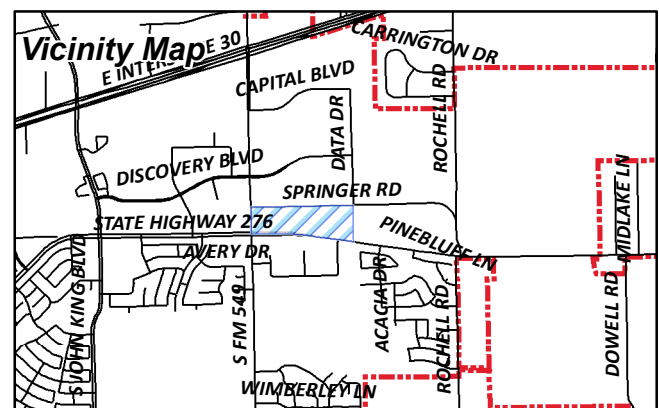 Vicinity Map
E INTERSTATE 30
CARRINGTON DR
CAPITAL BLVD
DATA DR
ROCHELL RD
DISCOVERY BLVD
SPRINGER RD
MIDLAKE LN
STATE HIGHWAY 276
PINEBLUFF LN
AVERY DR
S JOHN KING BLVD
S FM 549
ACACIA DR
ROCHELL RD
DOWELL RD
WIMBERLEY LN